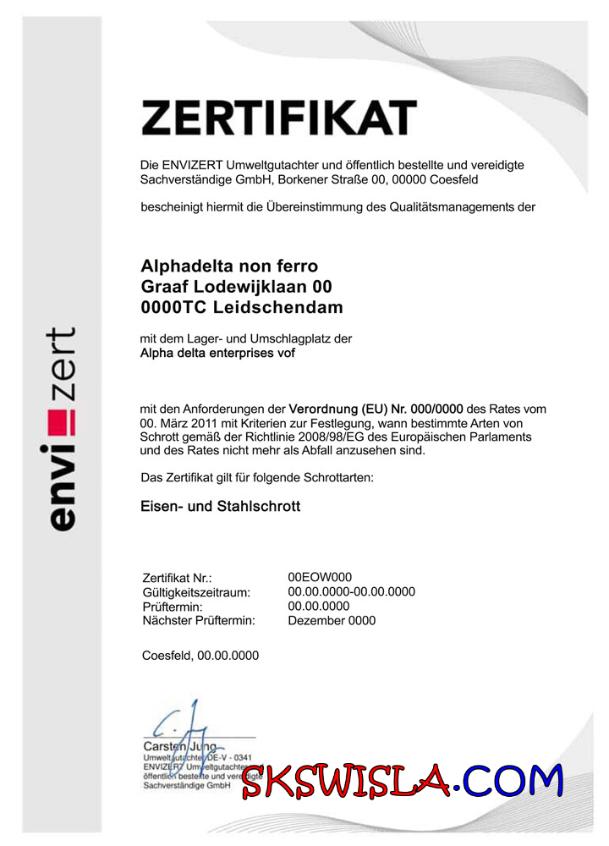 ZERTIFIKAT
Die ENVIZERT Umweltgutachter und öffentlich bestellte und vereidigte
Sachverständige GmbH, Borkener Straße 00, 00000 Coesfeld
bescheinigt hiermit die Übereinstimmung des Qualitätsmanagements der
Alphadelta non ferro
Graaf Lodewijklaan 00
0000TC Leidschendam
mit dem Lager- und Umschlagplatz der
Alpha delta enterprises vof
mit den Anforderungen der Verordnung (EU) Nr. 000/0000 des Rates vom
00. März 2011 mit Kriterien zur Festlegung, wann bestimmte Arten von
Schrott gemäß der Richtlinie 2008/98/EG des Europäischen Parlaments
und des Rates nicht mehr als Abfall anzusehen sind.
Das Zertifikat gilt für folgende Schrottarten:
Eisen- und Stahlschrott
Zertifikat Nr.: 00EOW000
Gültigkeitszeitraum: 00.00.0000-00.00.0000
Prüftermin: 00.00.0000
Nächster Prüftermin: Dezember 0000
Coesfeld, 00.00.0000
Carsten Jung
Umweltgutachter DE-V - 0341
ENVIZERT Umweltgutachter und
öffentlich bestellte und vereidigte
Sachverständige GmbH
envizert
SKSWISLA.COM